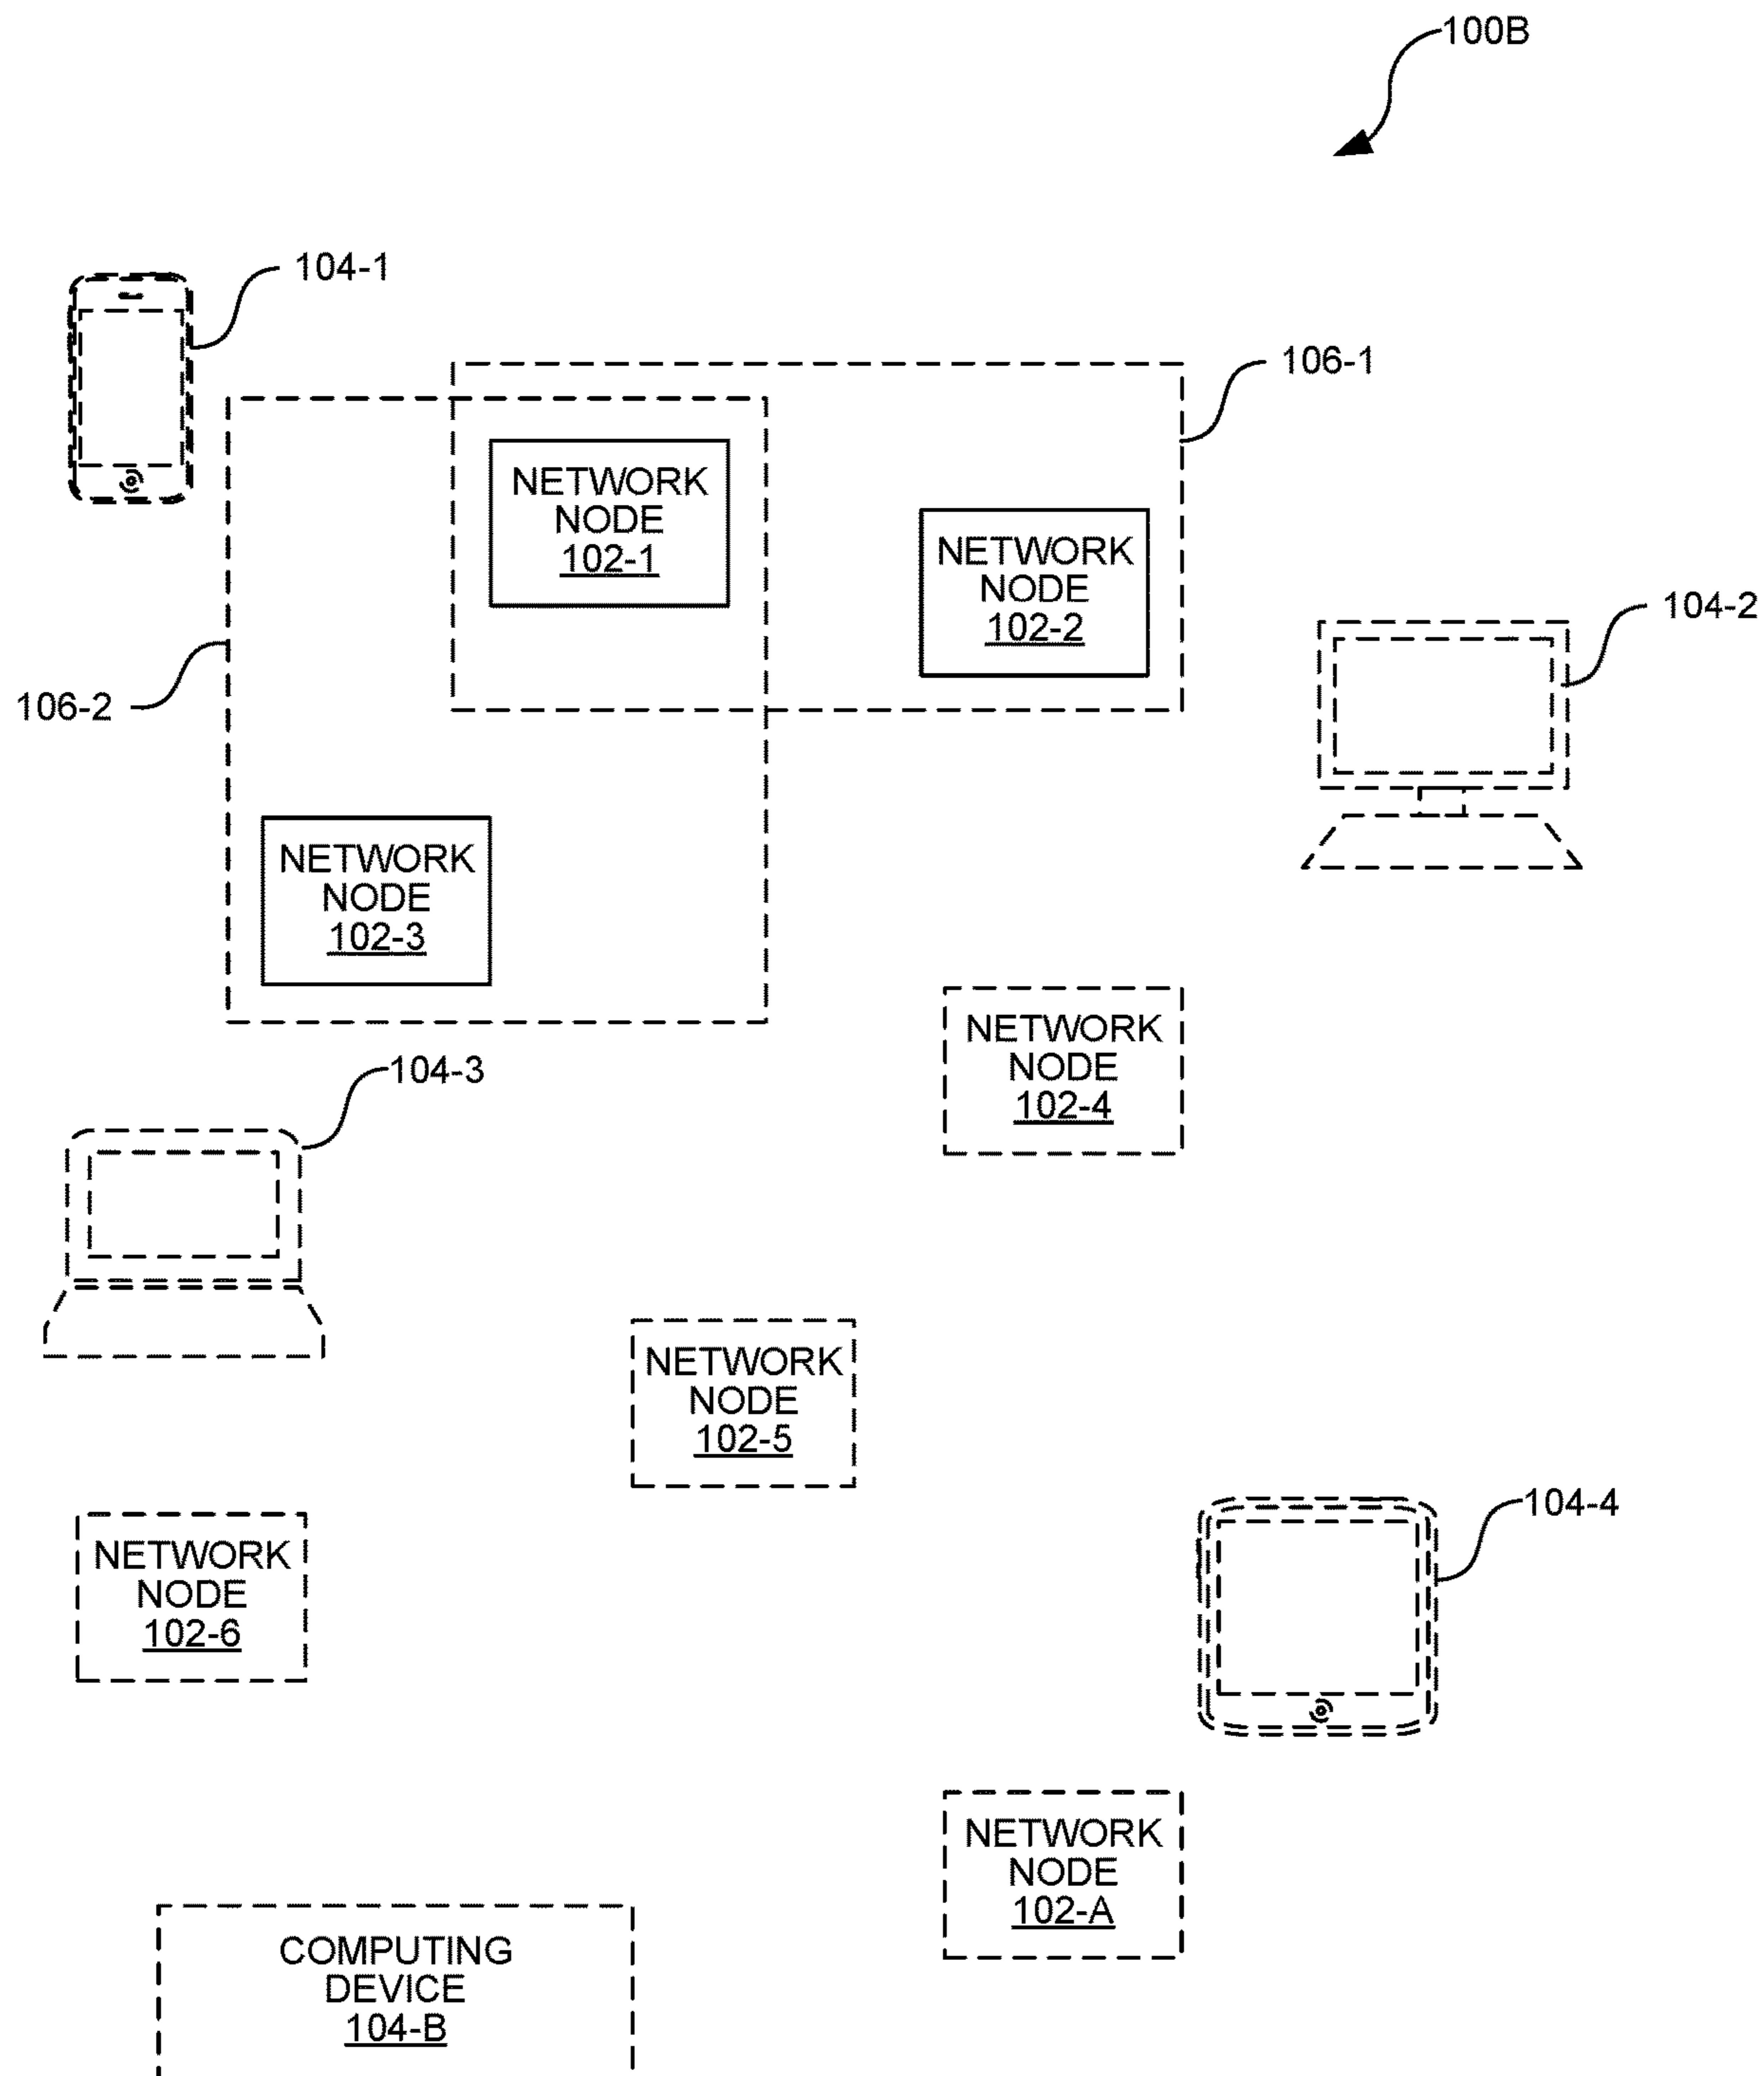 100B
104-1
106-1
NETWORK
NODE
102-1
NETWORK
NODE
102-2
104-2
106-2
NETWORK
NODE
102-3
NETWORK
NODE
102-4
104-3
NETWORK
NODE
102-5
104-4
NETWORK
NODE
102-6
NETWORK
NODE
102-A
COMPUTING
DEVICE
104-B